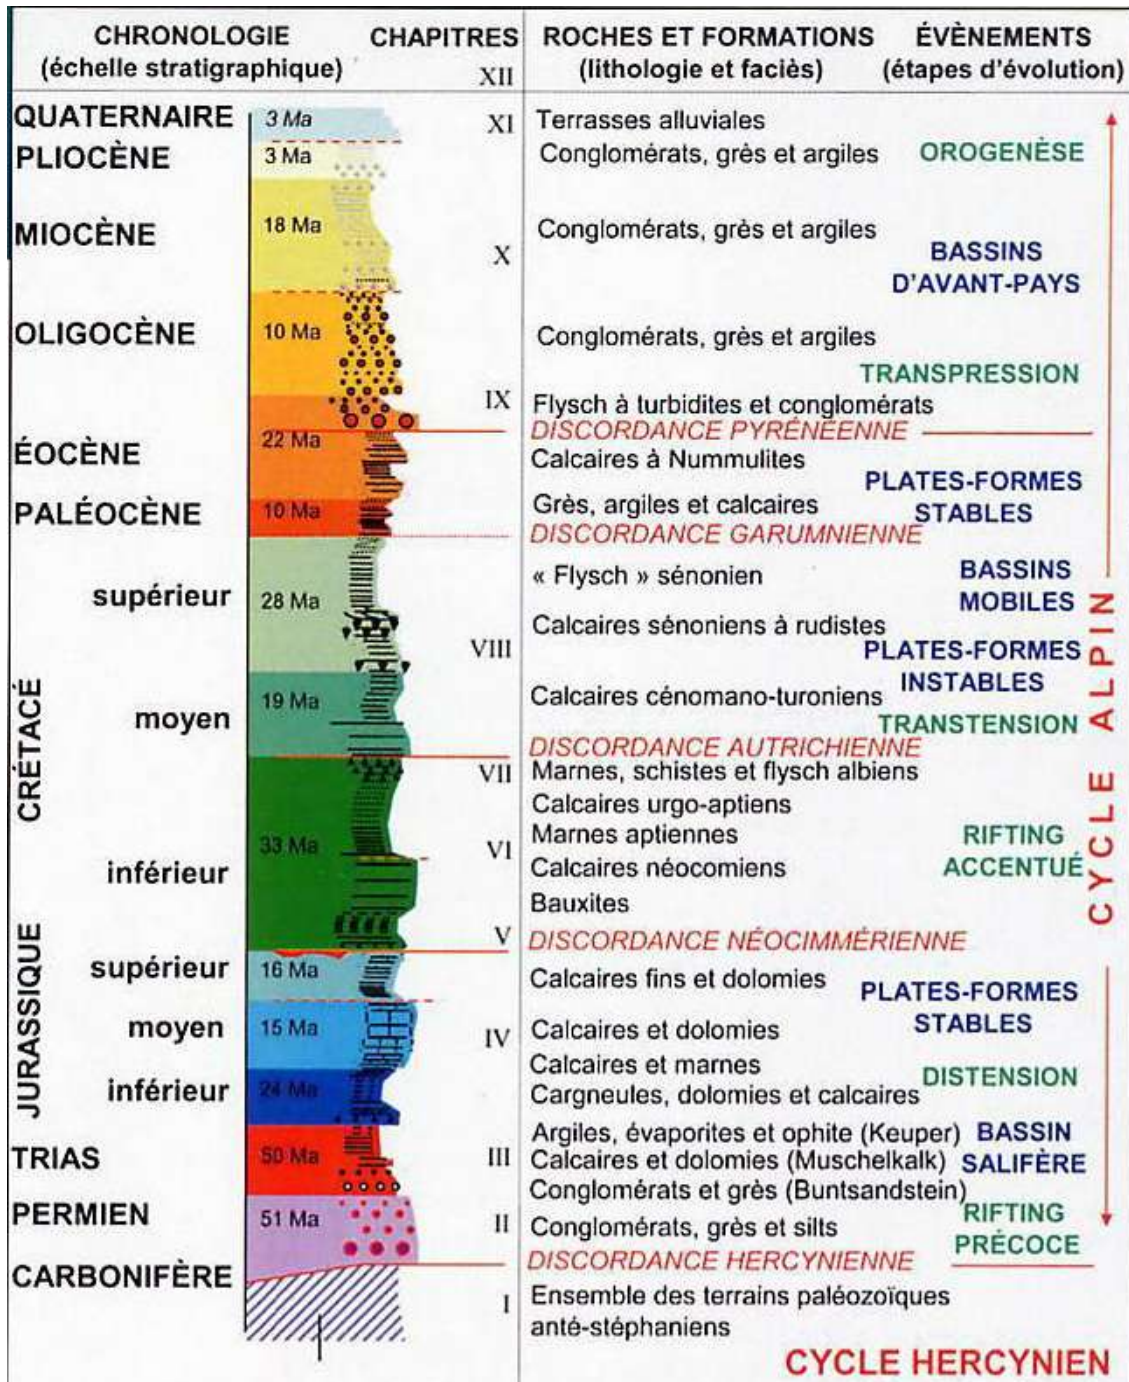 CHRONOLOGIE CHAPITRES ROCHES ET FORMATIONS ÉVÈNEMENTS
(échelle stratigraphique) XII (lithologie et faciès) (étapes d'évolution)
QUATERNAIRE 3 Ma XI Terrasses alluviales
PLIOCÈNE 3 Ma Conglomérats, grès et argiles OROGENÈSE
MIOCÈNE 18 Ma X Conglomérats, grès et argiles BASSINS
D'AVANT-PAYS
OLIGOCÈNE 10 Ma Conglomérats, grès et argiles
TRANSPRESSION
IX Flysch à turbidites et conglomérats
DISCORDANCE PYRÉNÉENNE
ÉOCÈNE 22 Ma Calcaires à Nummulites PLATES-FORMES
PALÉOCÈNE 10 Ma Grès, argiles et calcaires STABLES
DISCORDANCE GARUMNIENNE
CRÉTACÉ
supérieur 28 Ma « Flysch » sénonien BASSINS
MOBILES
VIII Calcaires sénoniens à rudistes PLATES-FORMES
INSTABLES
moyen 19 Ma Calcaires cénomano-turoniens TRANSTENSION
DISCORDANCE AUTRICHIENNE
VII Marnes, schistes et flysch albiens
Calcaires urgo-aptiens
33 Ma VI Marnes aptiennes RIFTING
inférieur Calcaires néocomiens ACCENTUÉ
Bauxites
V DISCORDANCE NÉOCIMMÉRIENNE
CYCLE ALPIN
JURASSIQUE
supérieur 16 Ma Calcaires fins et dolomies PLATES-FORMES
moyen 15 Ma IV Calcaires et dolomies STABLES
Calcaires et marnes DISTENSION
inférieur 24 Ma Cargneules, dolomies et calcaires
Argiles, évaporites et ophite (Keuper) BASSIN
TRIAS 50 Ma III Calcaires et dolomies (Muschelkalk) SALIFÈRE
Conglomérats et grès (Buntsandstein)
PERMIEN 51 Ma II Conglomérats, grès et silts RIFTING
PRÉCOCE
DISCORDANCE HERCYNIENNE
CARBONIFÈRE I Ensemble des terrains paléozoïques
anté-stéphaniens
CYCLE HERCYNIEN